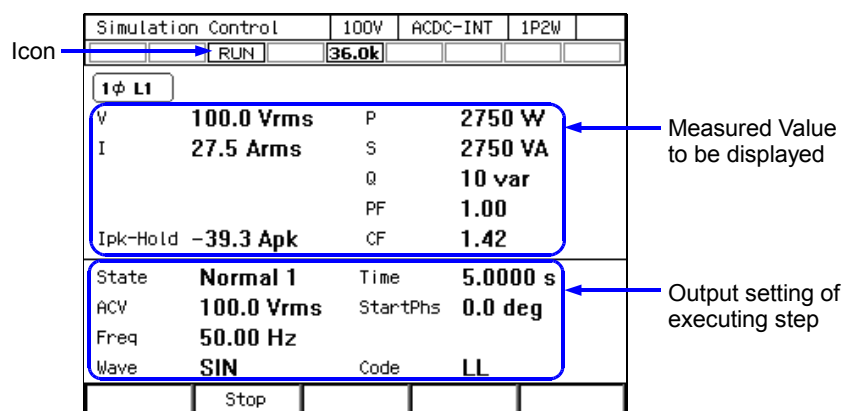 Simulation Control 100V ACDC-INT 1P2W
Icon RUN 36.0k
1ϕ L1
V 100.0 Vrms P 2750 W
I 27.5 Arms S 2750 VA
Measured Value
to be displayed
Q 10 var
PF 1.00
Ipk-Hold -39.3 Apk CF 1.42
State Normal 1 Time 5.0000 s
ACV 100.0 Vrms StartPhs 0.0 deg
Output setting of
executing step
Freq 50.00 Hz
Wave SIN Code LL
Stop